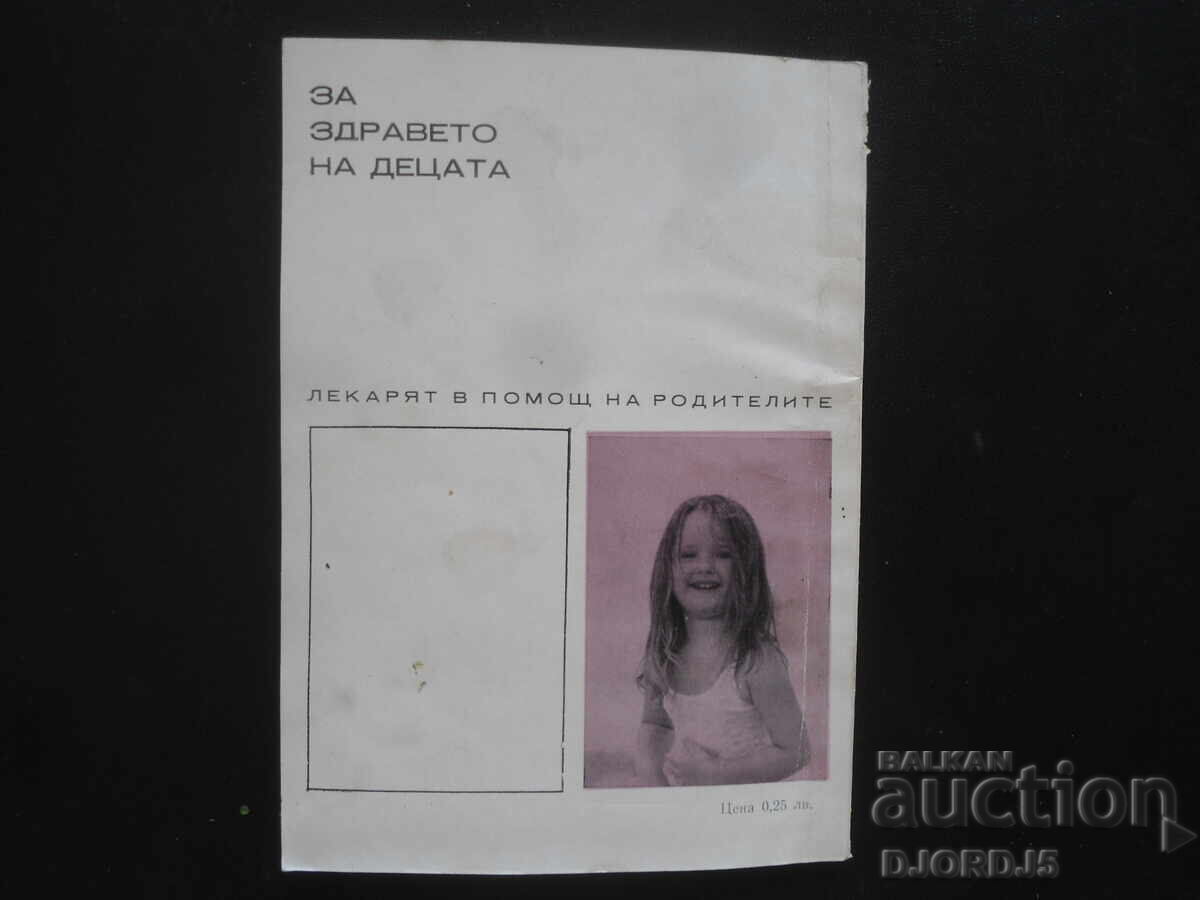 ЗА
ЗДРАВЕТО
НА ДЕЦАТА
ЛЕКАРЯТ В ПОМОЩ НА РОДИТЕЛИТЕ
Цена 0,25 лв.
BALKAN
auction
DJORDJ5